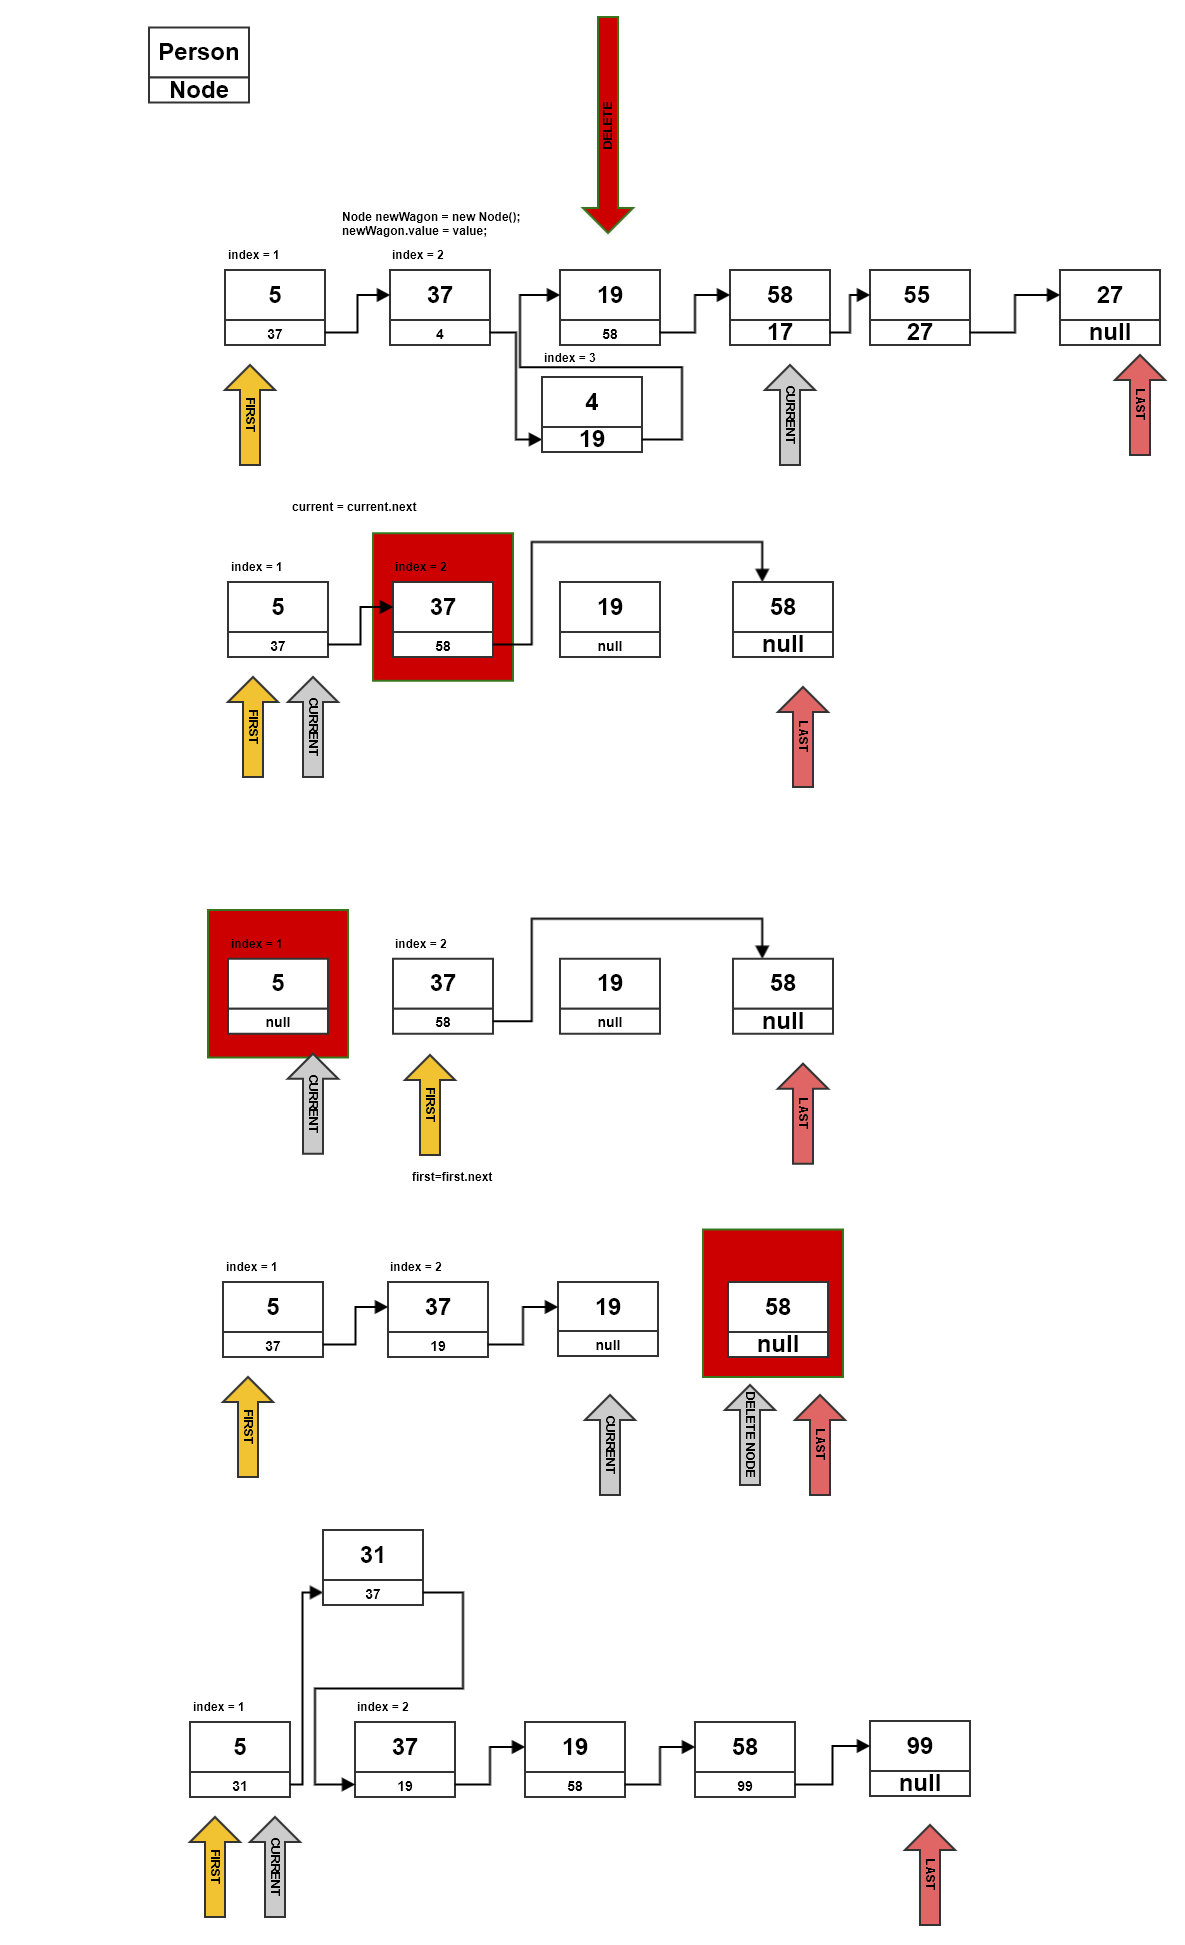 Person
Node
DELETE
Node newWagon = new Node();
newWagon.value = value;
index = 1
index = 2
5
37
19
58
55
27
37
4
58
17
27
null
index = 3
4
19
FIRST
CURRENT
LAST
current = current.next
index = 1
index = 2
5
37
19
58
37
58
null
null
FIRST
CURRENT
LAST
index = 1
index = 2
5
37
19
58
null
58
null
null
CURRENT
FIRST
LAST
first=first.next
index = 1
index = 2
5
37
19
58
37
19
null
null
FIRST
CURRENT
DELETE NODE
LAST
31
37
index = 1
index = 2
5
37
19
58
99
31
19
58
99
null
FIRST
CURRENT
LAST